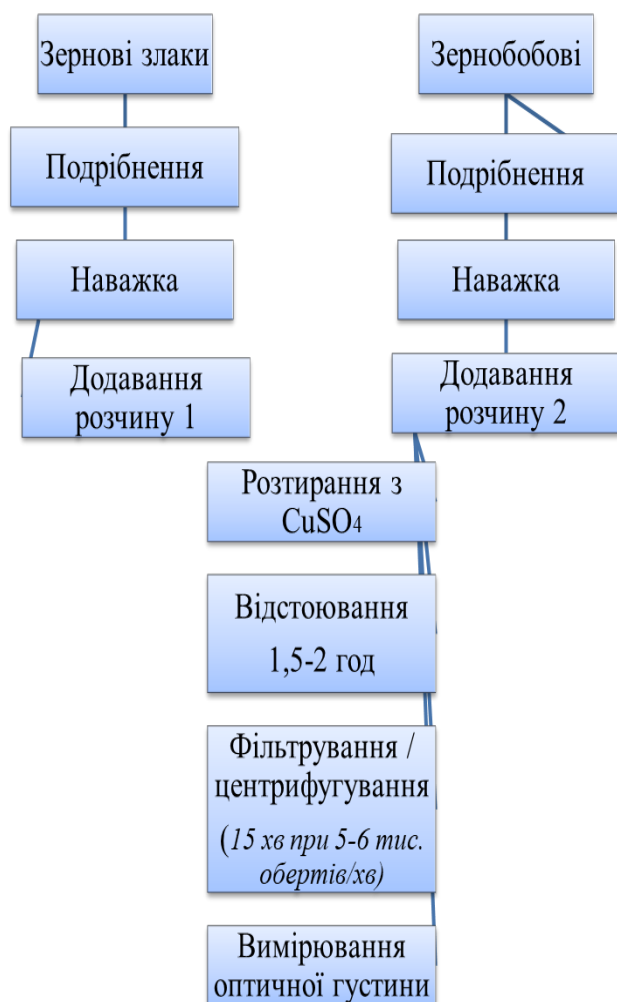 Зернові злаки
Подрібнення
Наважка
Додавання
розчину 1
Зернобобові
Подрібнення
Наважка
Додавання
розчину 2
Розтирання з
CuSO4
Відстоювання
1,5-2 год
Фільтрування /
центрифугування
(15 хв при 5-6 тис.
обертів/хв)
Вимірювання
оптичної густини